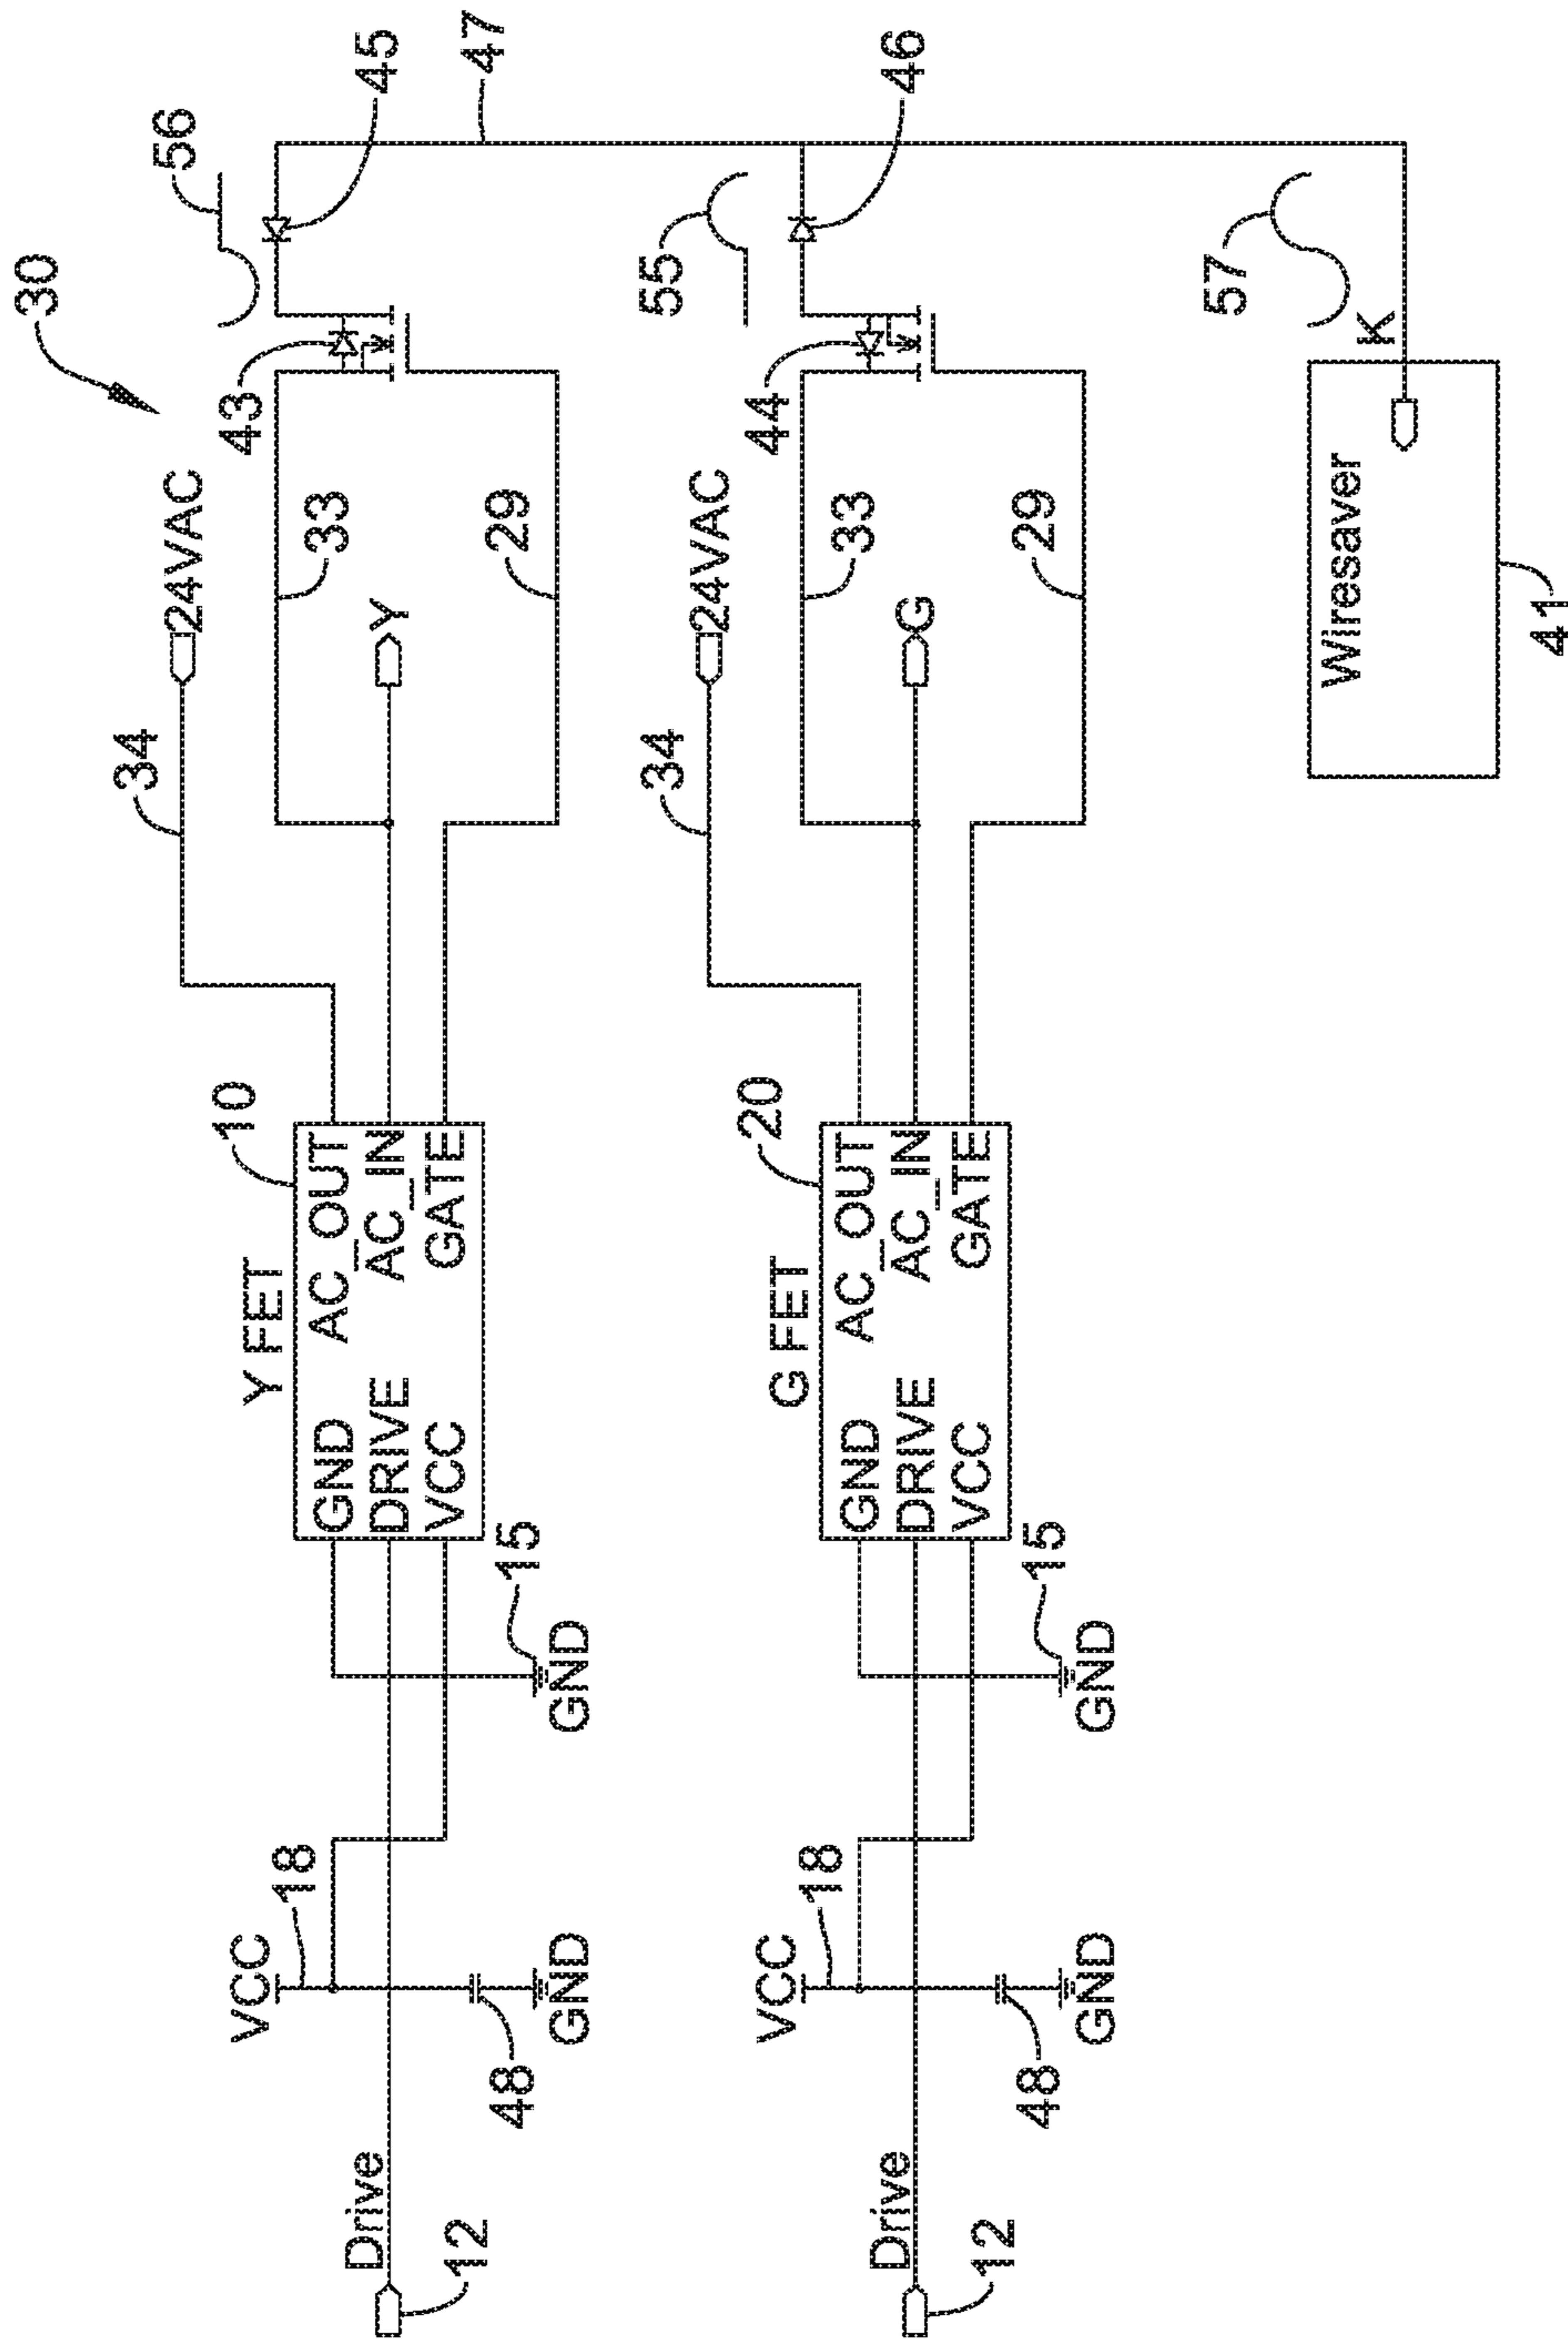 30
56
45
47
24VAC
34
43
33
Y
29
Y FET
10
GND
AC_OUT
DRIVE
AC_IN
VCC
GATE
15
GND
VCC
18
48
GND
Drive
12
55
46
24VAC
34
44
33
G
29
G FET
20
GND
AC_OUT
DRIVE
AC_IN
VCC
GATE
15
GND
VCC
18
48
GND
Drive
12
57
K
Wiresaver
41